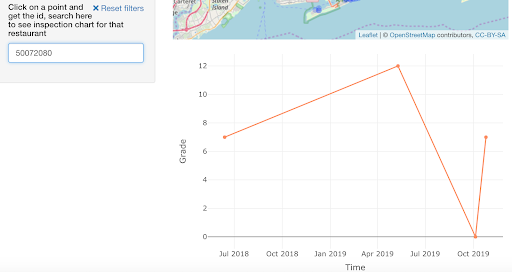 Click on a point and
get the id, search here
to see inspection chart for that
restaurant
× Reset filters
50072080
Staten
Island
Leaflet | © OpenStreetMap contributors, CC-BY-SA
12
10
8
6
4
2
0
Grade
Jul 2018 Oct 2018 Jan 2019 Apr 2019 Jul 2019 Oct 2019
Time